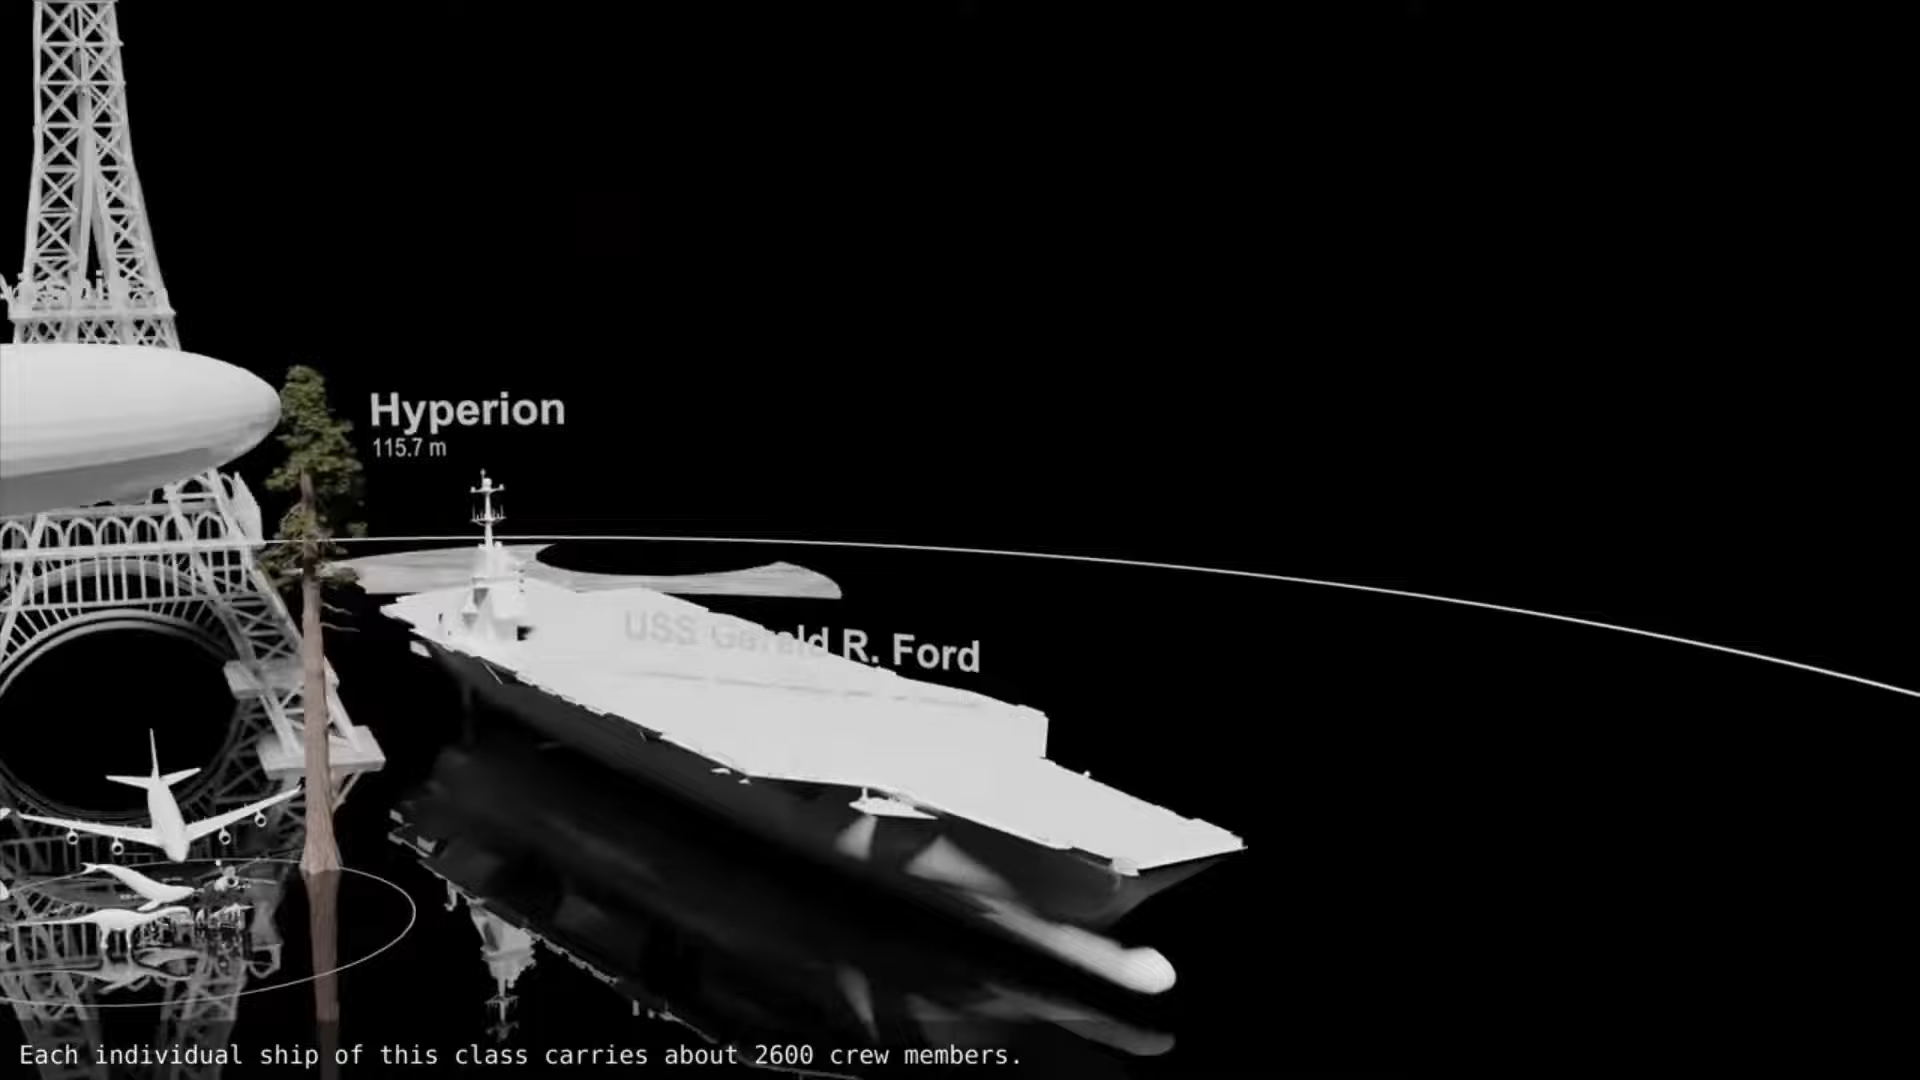 Hyperion
115.7 m
USS Gerald R. Ford
Each individual ship of this class carries about 2600 crew members.